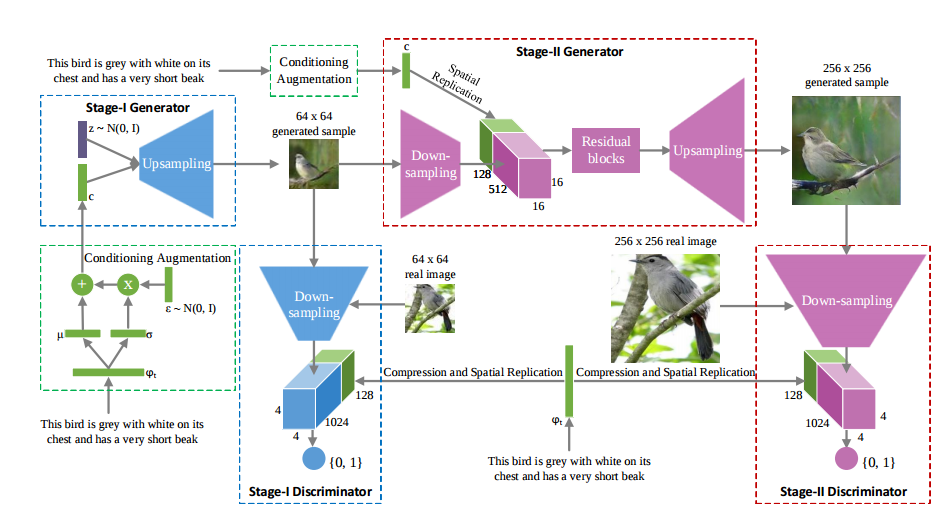 Stage-II Generator
This bird is grey with white on its
chest and has a very short beak
Conditioning
Augmentation
c
Spatial
Replication
256 x 256
generated sample
Stage-I Generator
z ~ N(0, I)
c
Upsampling
64 x 64
generated sample
Down-
sampling
128
512
16
16
Residual
blocks
Upsampling
Conditioning Augmentation
+
x
ε ~ N(0, I)
μ
σ
φt
This bird is grey with white on its
chest and has a very short beak
64 x 64
real image
Down-
sampling
256 x 256 real image
Down-sampling
Compression and Spatial Replication
Compression and Spatial Replication
128
4
1024
4
{0, 1}
Stage-I Discriminator
φt
This bird is grey with white on its
chest and has a very short beak
128
1024
4
4
{0, 1}
Stage-II Discriminator